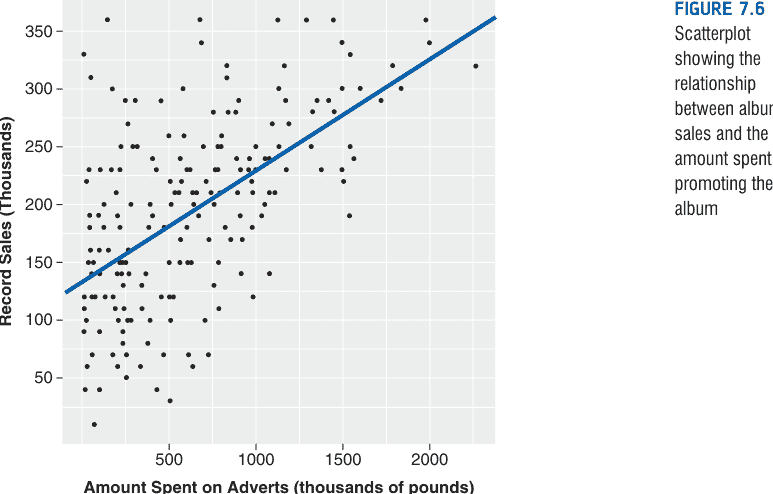 FIGURE 7.6
Scatterplot
showing the
relationship
between
sales and the
amount spent
promoting the
album
Record Sales (Thousands)
350
300
250
200
150
100
50
500 1000 1500 2000
Amount Spent on Adverts (thousands of pounds)